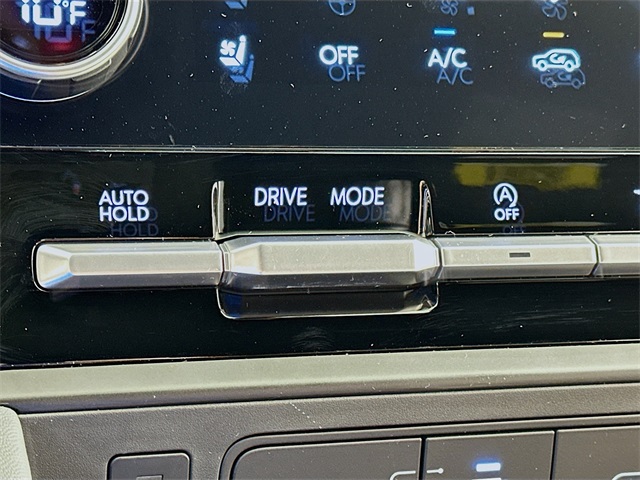 10°F
OFF
A/C
AUTO
HOLD
DRIVE MODE
A
OFF